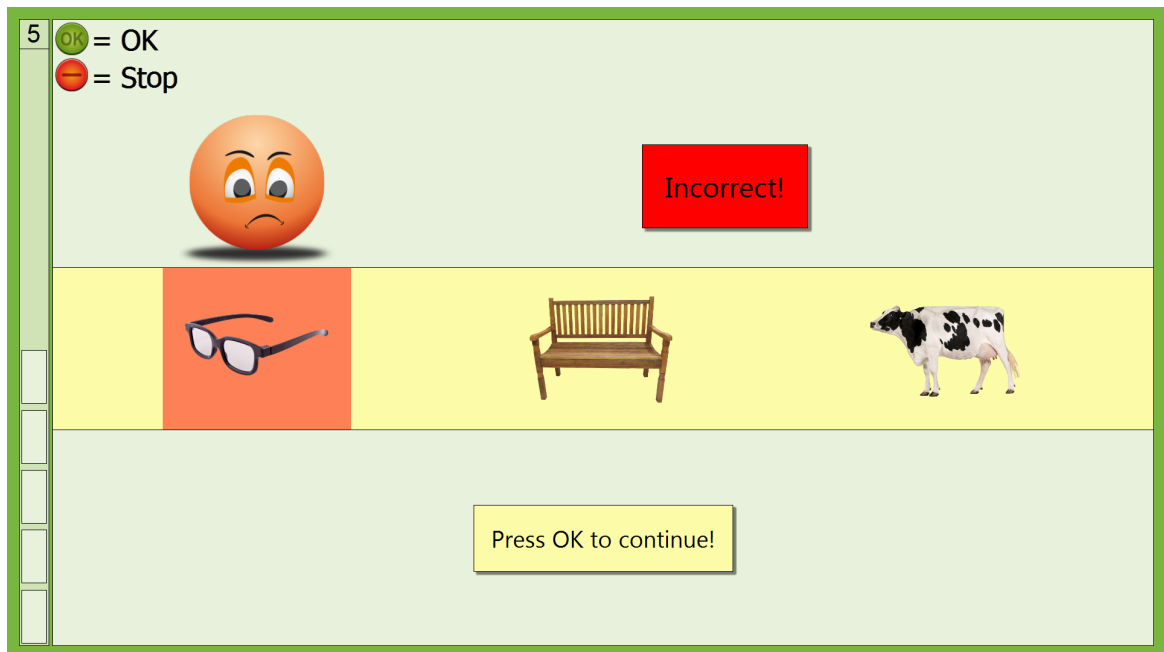 5
OK = OK
= Stop
Incorrect!
Press OK to continue!